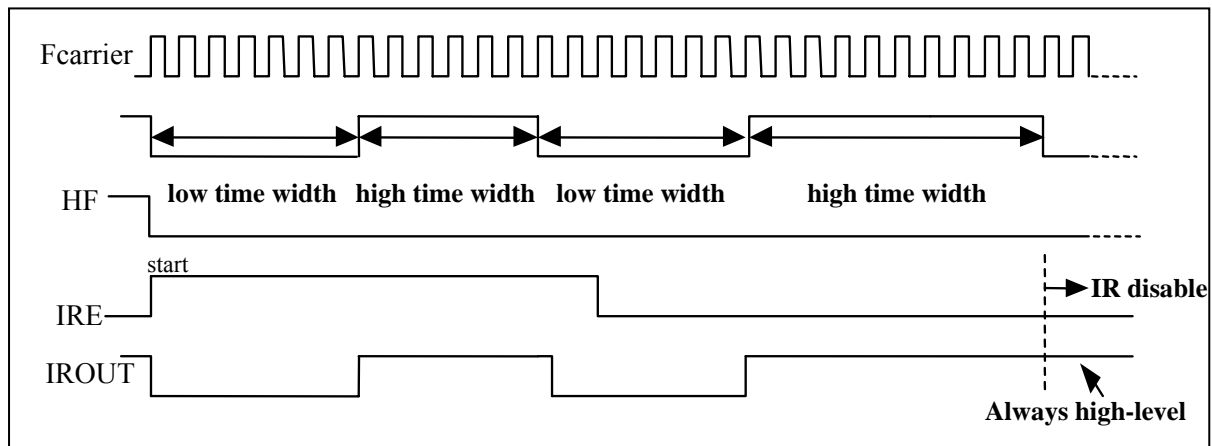 Fcarrier
low time width high time width low time width high time width
HF
start
IRE
IR disable
IROUT
Always high-level